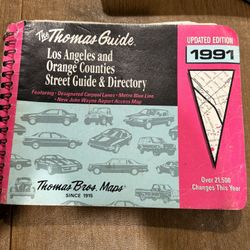 The Thomas Guide®
Los Angeles and
Orange Counties
Street Guide & Directory
Featuring • Designated Carpool Lanes • Metro Blue Line
• New John Wayne Airport Access Map
UPDATED EDITION
1991
Thomas Bros. Maps®
SINCE 1915
Over 21,500
Changes This Year